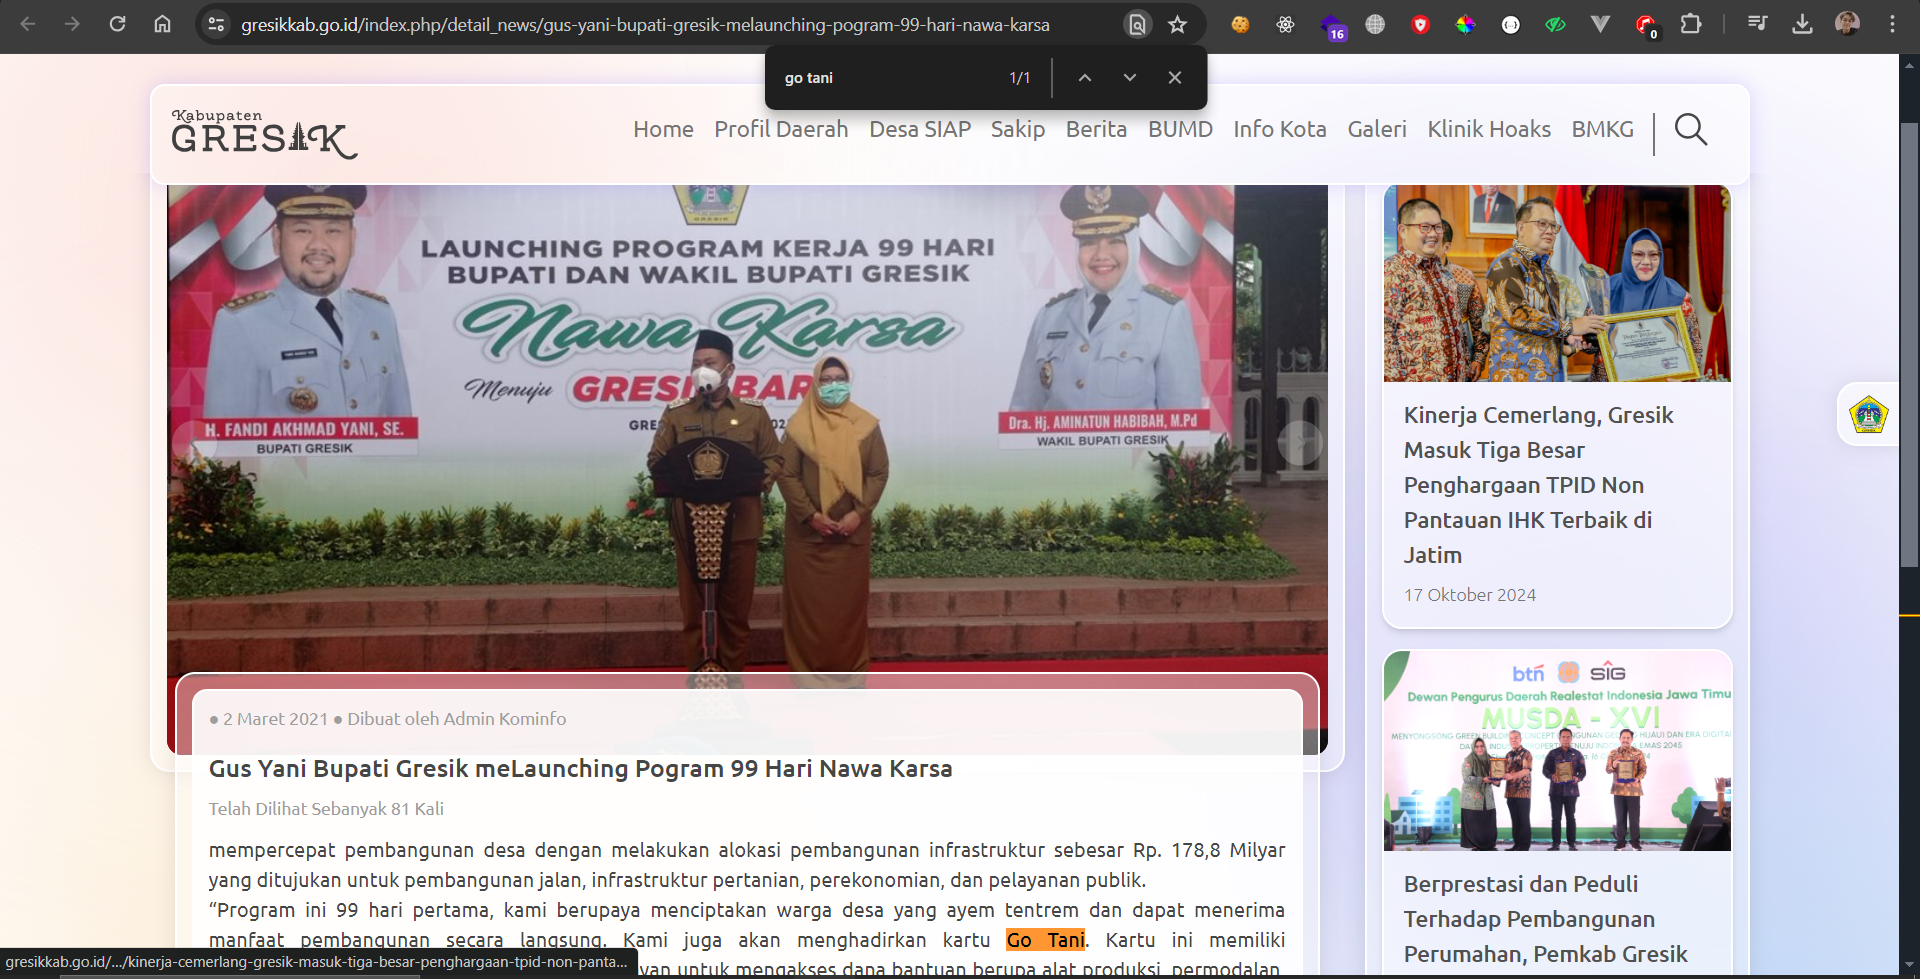 gresikkab.go.id/index.php/detail_news/gus-yani-bupati-gresik-melaunching-pogram-99-hari-nawa-karsa
16
0
go tani
1/1
Kabupaten
GRESIK
Home
Profil Daerah
Desa SIAP
Sakip
Berita
BUMD
Info Kota
Galeri
Klinik Hoaks
BMKG
LAUNCHING PROGRAM KERJA 99 HARI
BUPATI DAN WAKIL BUPATI GRESIK
Nawa Karsa
Menuju GRESI BAR
H. FANDI AKHMAD YANI, SE.
BUPATI GRESIK
Dra. Hj. AMINATUN HABIBAH, M.Pd
WAKIL BUPATI GRESIK
● 2 Maret 2021 ● Dibuat oleh Admin Kominfo
Gus Yani Bupati Gresik meLaunching Pogram 99 Hari Nawa Karsa
Telah Dilihat Sebanyak 81 Kali
mempercepat pembangunan desa dengan melakukan alokasi pembangunan infrastruktur sebesar Rp. 178,8 Milyar
yang ditujukan untuk pembangunan jalan, infrastruktur pertanian, perekonomian, dan pelayanan publik.
“Program ini 99 hari pertama, kami berupaya menciptakan warga desa yang ayem tentrem dan dapat menerima
manfaat pembangunan secara langsung. Kami juga akan menghadirkan kartu Go Tani. Kartu ini memiliki
untuk mengakses dana bantuan berupa alat produksi, permodalan,
Kinerja Cemerlang, Gresik
Masuk Tiga Besar
Penghargaan TPID Non
Pantauan IHK Terbaik di
Jatim
17 Oktober 2024
btn
SIG
Dewan Pengurus Daerah Realestat Indonesia Jawa Timu
MUSDA - XVI
Berprestasi dan Peduli
Terhadap Pembangunan
Perumahan, Pemkab Gresik
gresikkab.go.id/.../kinerja-cemerlang-gresik-masuk-tiga-besar-penghargaan-tpid-non-panta...